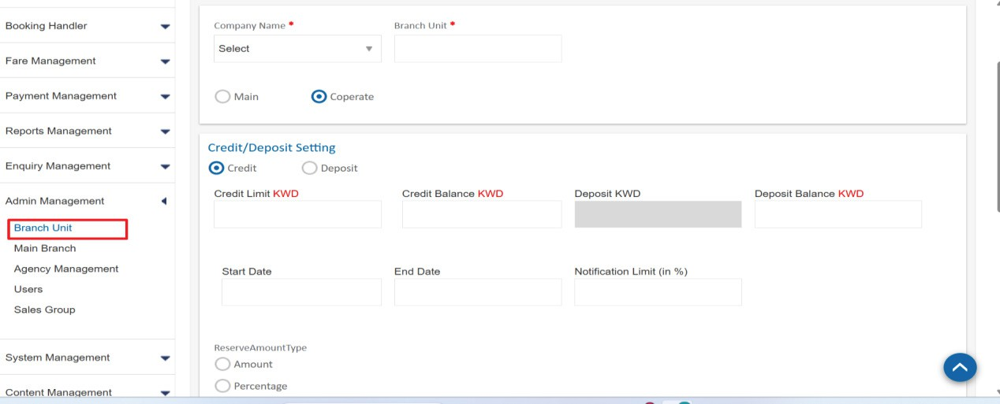 Booking Handler
Fare Management
Payment Management
Reports Management
Enquiry Management
Admin Management
Branch Unit
Main Branch
Agency Management
Users
Sales Group
System Management
Content Management
Company Name * Branch Unit *
Select
Main Coperate
Credit/Deposit Setting
Credit Deposit
Credit Limit KWD Credit Balance KWD Deposit KWD Deposit Balance KWD
Start Date End Date Notification Limit (in %)
ReserveAmountType
Amount
Percentage